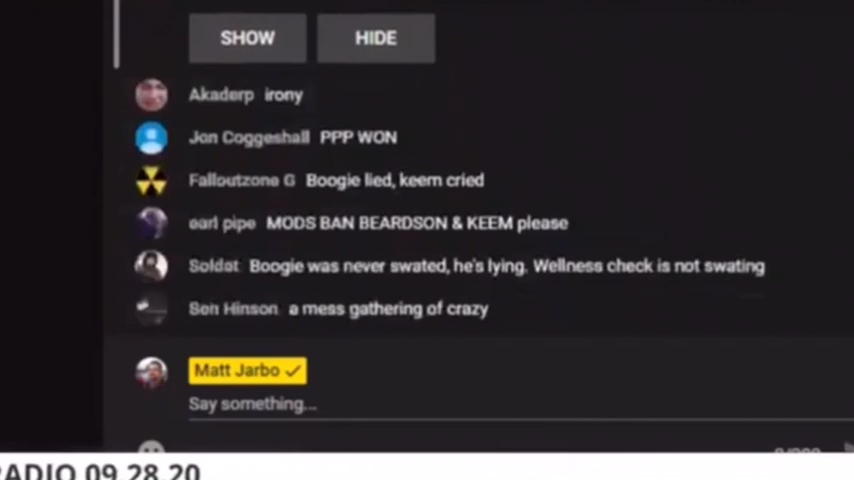 SHOW HIDE
Akaderp irony
Jon Coggeshall PPP WON
Falloutzone G Boogie lied, keem cried
earl pipe MODS BAN BEARDSON & KEEM please
Soldat Boogie was never swated, he's lying. Wellness check is not swating
Ben Hinson a mess gathering of crazy
Matt Jarbo ✓
Say something...
RADIO 09.28.20